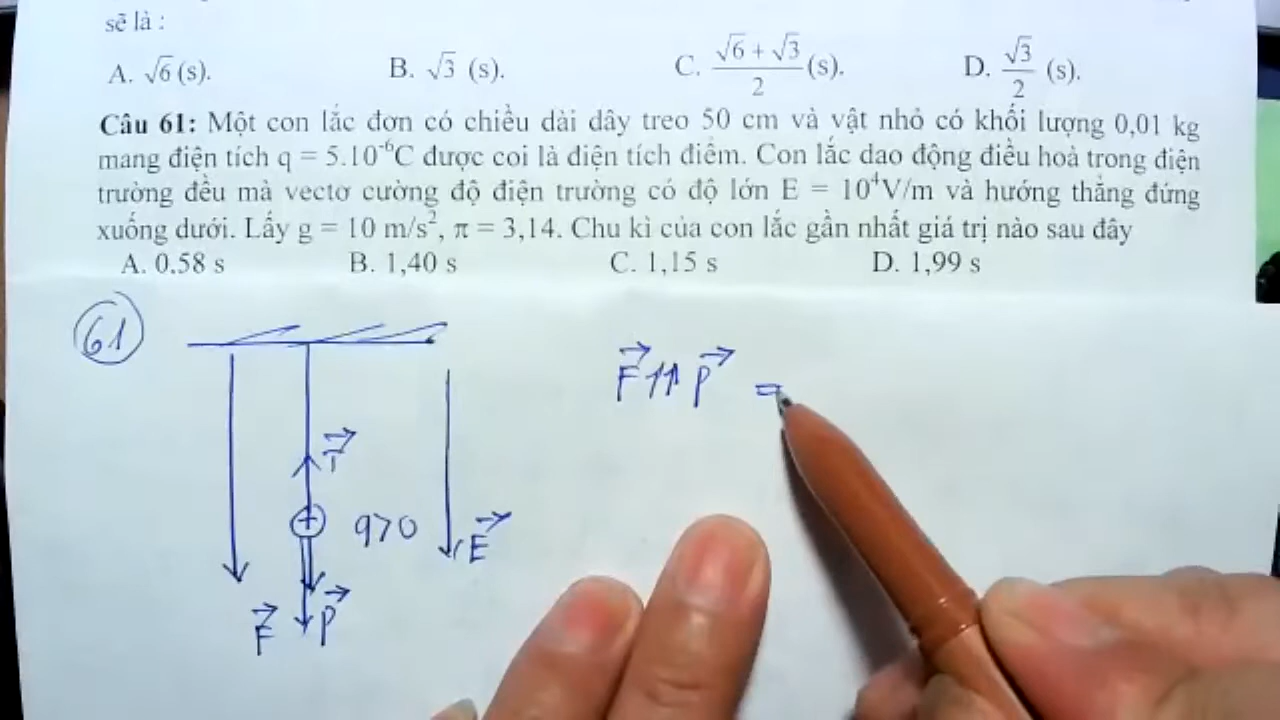 sẽ là :
A. √6 (s). B. √3 (s). C. (√6 + √3)/2 (s). D. √3/2 (s).
Câu 61: Một con lắc đơn có chiều dài dây treo 50 cm và vật nhỏ có khối lượng 0,01 kg
mang điện tích q = 5.10⁻⁶C được coi là điện tích điểm. Con lắc dao động điều hoà trong điện
trường đều mà vectơ cường độ điện trường có độ lớn E = 10⁴V/m và hướng thẳng đứng
xuống dưới. Lấy g = 10 m/s², π = 3,14. Chu kì của con lắc gần nhất giá trị nào sau đây
A. 0,58 s B. 1,40 s C. 1,15 s D. 1,99 s
61
F⃗ ↑↑ P⃗ =
T⃗
+ q>0
E⃗
F⃗ P⃗